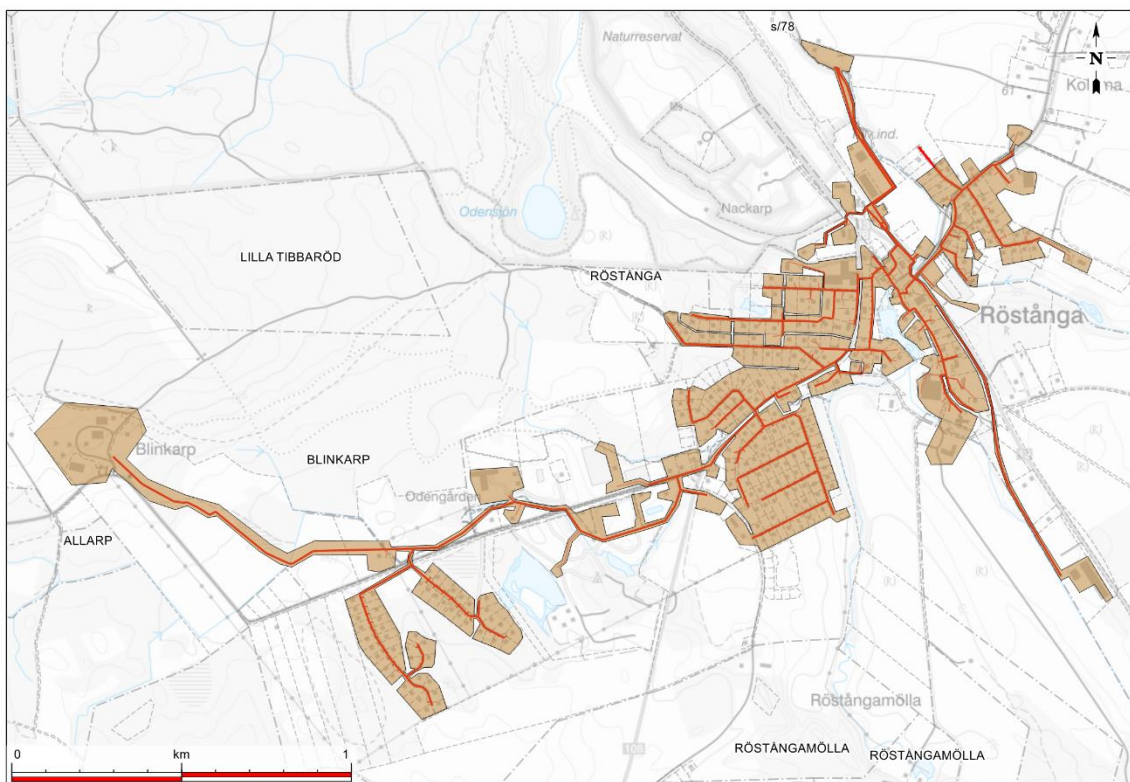 s/78
Naturreservat
N
61
Odensjön
Nackarp
(R)
LILLA TIBBARÖD
RÖSTÅNGA
Röstånga
Blinkarp
BLINKARP
Odengården
ALLARP
Röstångamölla
108
RÖSTÅNGAMÖLLA
RÖSTÅNGAMÖLLA
0 km 1